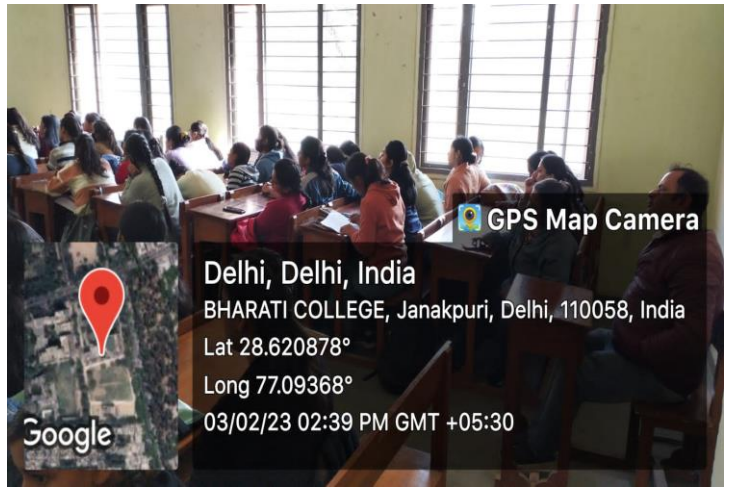 GPS Map Camera
Delhi, Delhi, India
BHARATI COLLEGE, Janakpuri, Delhi, 110058, India
Lat 28.620878°
Long 77.09368°
03/02/23 02:39 PM GMT +05:30
Google